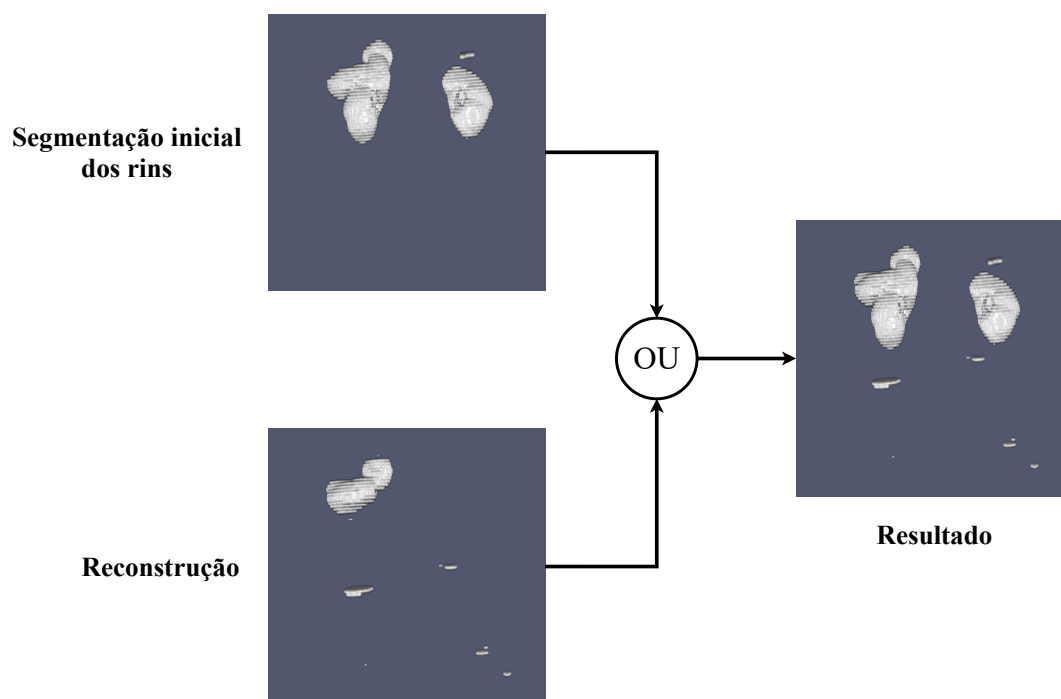 Segmentação inicial
dos rins
OU
Reconstrução
Resultado